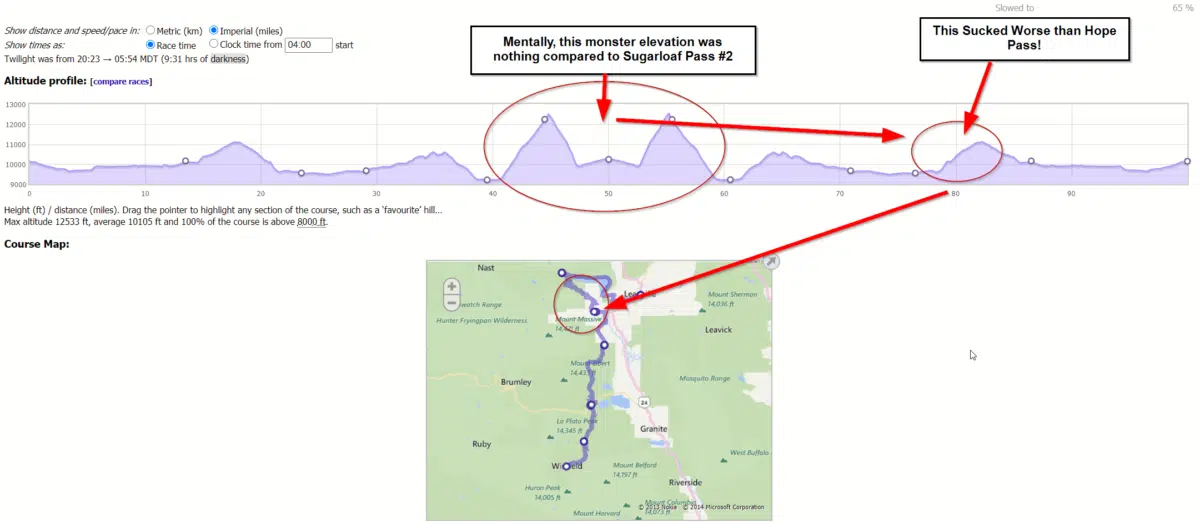 Slowed to 65 %
Show distance and speed/pace in: Metric (km) Imperial (miles)
Show times as: Race time Clock time from 04:00 start
Twilight was from 20:23 → 05:54 MDT (9:31 hrs of darkness)
Altitude profile: [compare races]
Mentally, this monster elevation was
nothing compared to Sugarloaf Pass #2
This Sucked Worse than Hope
Pass!
13000
12000
11000
10000
9000
0 10 20 30 40 50 60 70 80 90
Height (ft) / distance (miles). Drag the pointer to highlight any section of the course, such as a 'favourite' hill...
Max altitude 12533 ft, average 10105 ft and 100% of the course is above 8000 ft.
Course Map:
Nast
watch Range
Hunter Fryingpan Wilderness
Mount Massive
Mount Sherman
14,036 ft
Leavick
14,433 ft
Brumley
Mosquito Range
24
La Plata Peak
14,345 ft
Granite
Ruby
West Buffalo
Mount Belford
14,197 ft
Huron Peak
14,005 ft
Riverside
Mount Columbia
14,073 ft
Mount Harvard
© 2013 Nokia © 2014 Microsoft Corporation